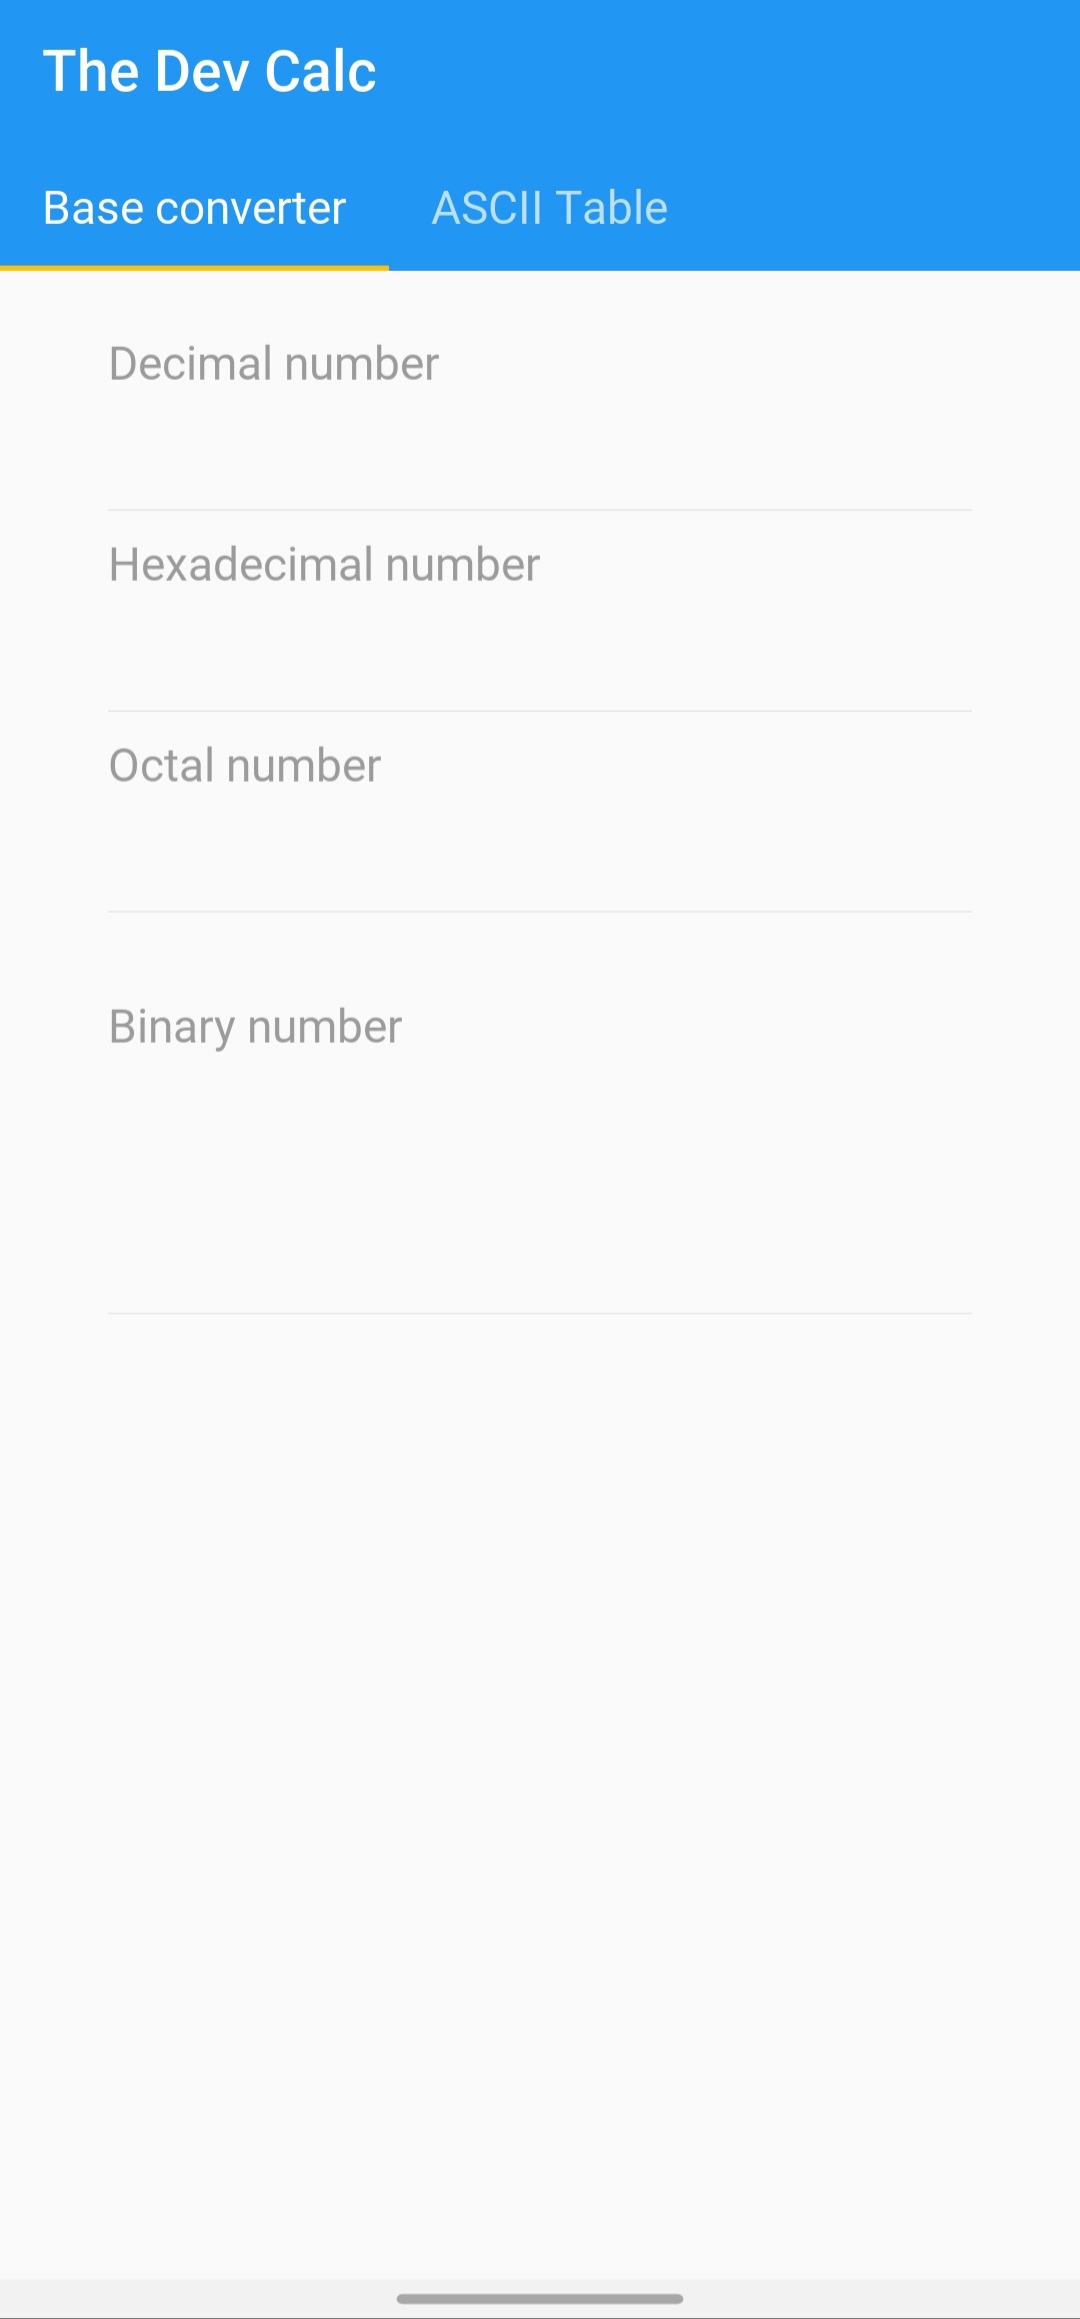 The Dev Calc
Base converter ASCII Table
Decimal number
Hexadecimal number
Octal number
Binary number